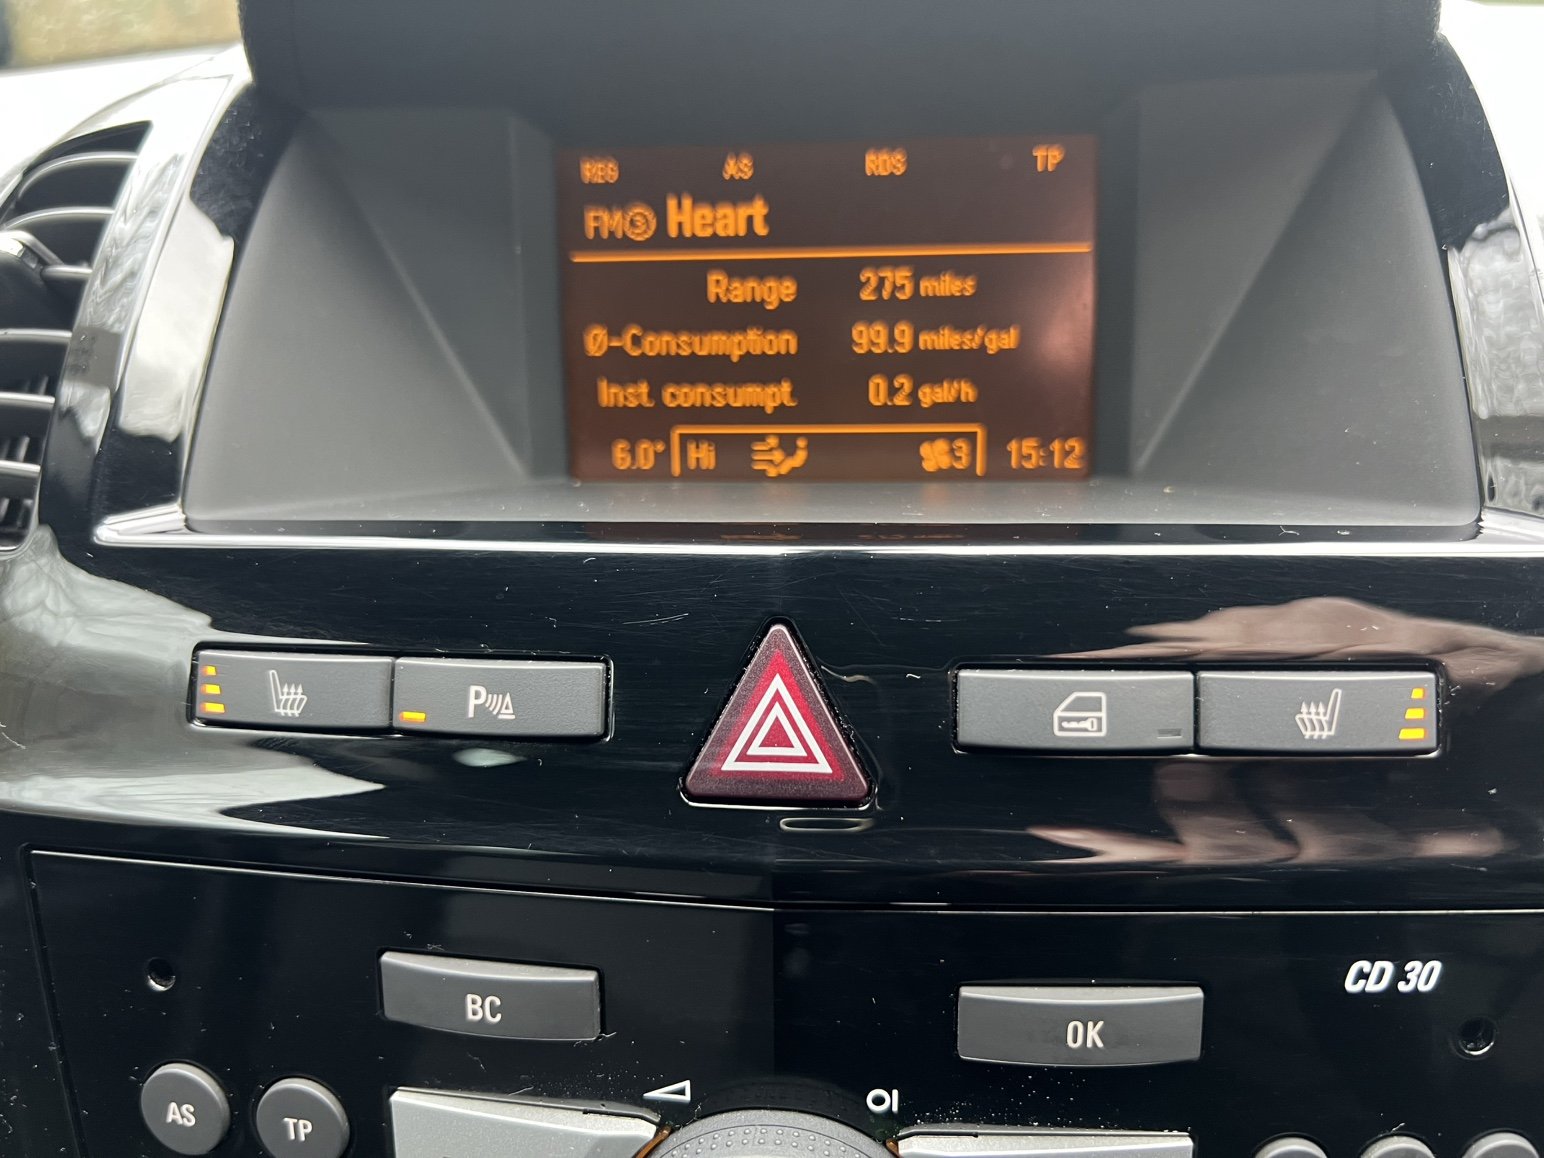 REG AS RDS TP
FM3 Heart
Range 275 miles
Ø-Consumption 99.9 miles/gal
Inst. consumpt. 0.2 gal/h
6.0° Hi 3 15:12
P
BC
OK
CD 30
AS
TP